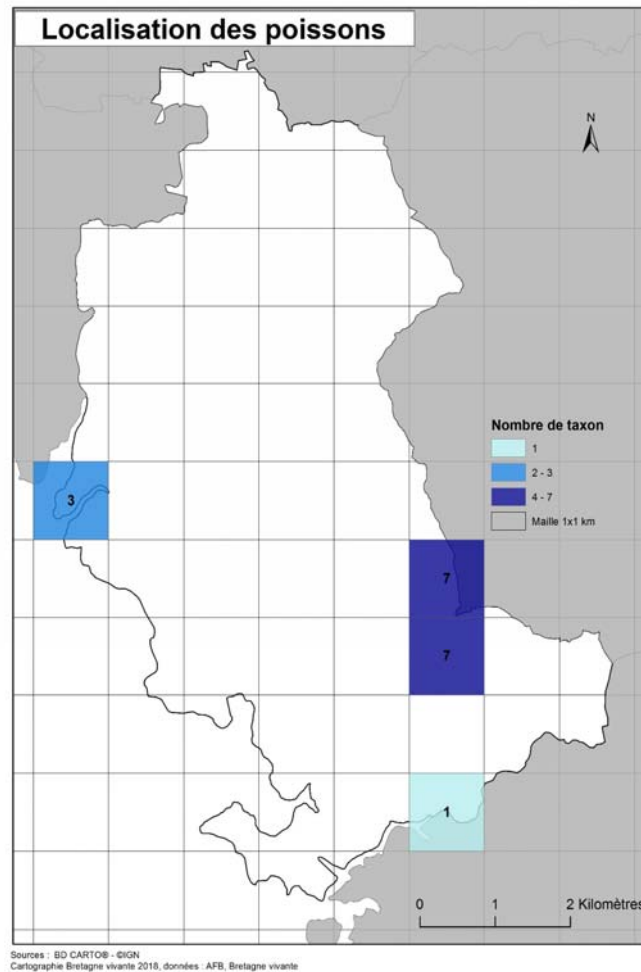 Localisation des poissons
N
Nombre de taxon
1
2 - 3
4 - 7
Maille 1x1 km
3
7
7
1
0 1 2 Kilomètres
Sources : BD CARTO® - ©IGN
Cartographie Bretagne vivante 2018, données : AFB, Bretagne vivante